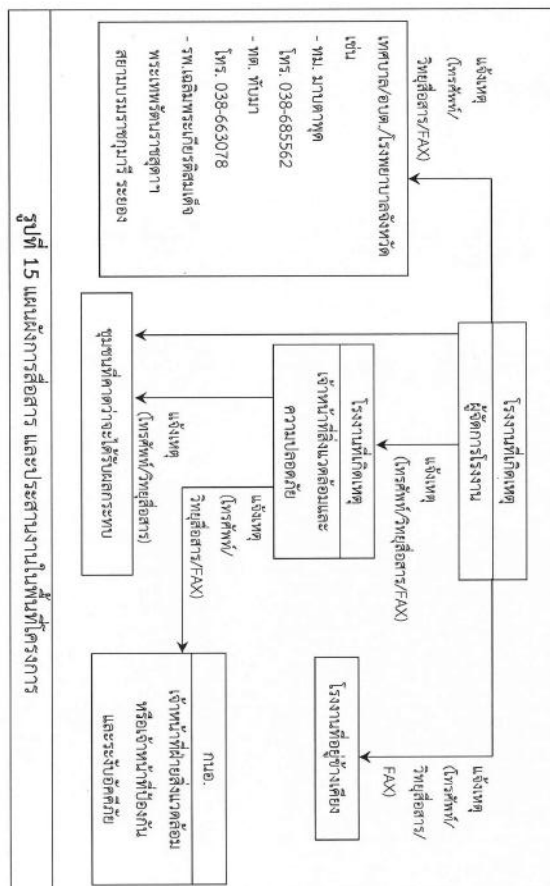 โรงงานที่เกิดเหตุ
ผู้จัดการโรงงาน
แจ้งเหตุ
(โทรศัพท์/
วิทยุสื่อสาร/FAX)
เทศบาล/อบต./โรงพยาบาลจังหวัด
เช่น
- ทม. มาบตาพุด
โทร. 038-685562
- ทต. ทับมา
โทร. 038-663078
- รพ.เฉลิมพระเกียรติสมเด็จ
พระเทพรัตนราชสุดาฯ
สยามบรมราชกุมารี ระยอง
แจ้งเหตุ
(โทรศัพท์/วิทยุสื่อสาร/FAX)
โรงงานที่เกิดเหตุ
เจ้าหน้าที่สิ่งแวดล้อมและ
ความปลอดภัย
แจ้งเหตุ
(โทรศัพท์/
วิทยุสื่อสาร/
FAX)
โรงงานที่อยู่ข้างเคียง
แจ้งเหตุ
(โทรศัพท์/วิทยุสื่อสาร)
ชุมชนที่คาดว่าจะได้รับผลกระทบ
แจ้งเหตุ
(โทรศัพท์/
วิทยุสื่อสาร/FAX)
กนอ.
เจ้าหน้าที่ฝ่ายสิ่งแวดล้อม
หรือเจ้าหน้าที่ป้องกัน
และระงับอัคคีภัย
รูปที่ 15 แผนผังการสื่อสาร และประสานงานในพื้นที่โครงการ